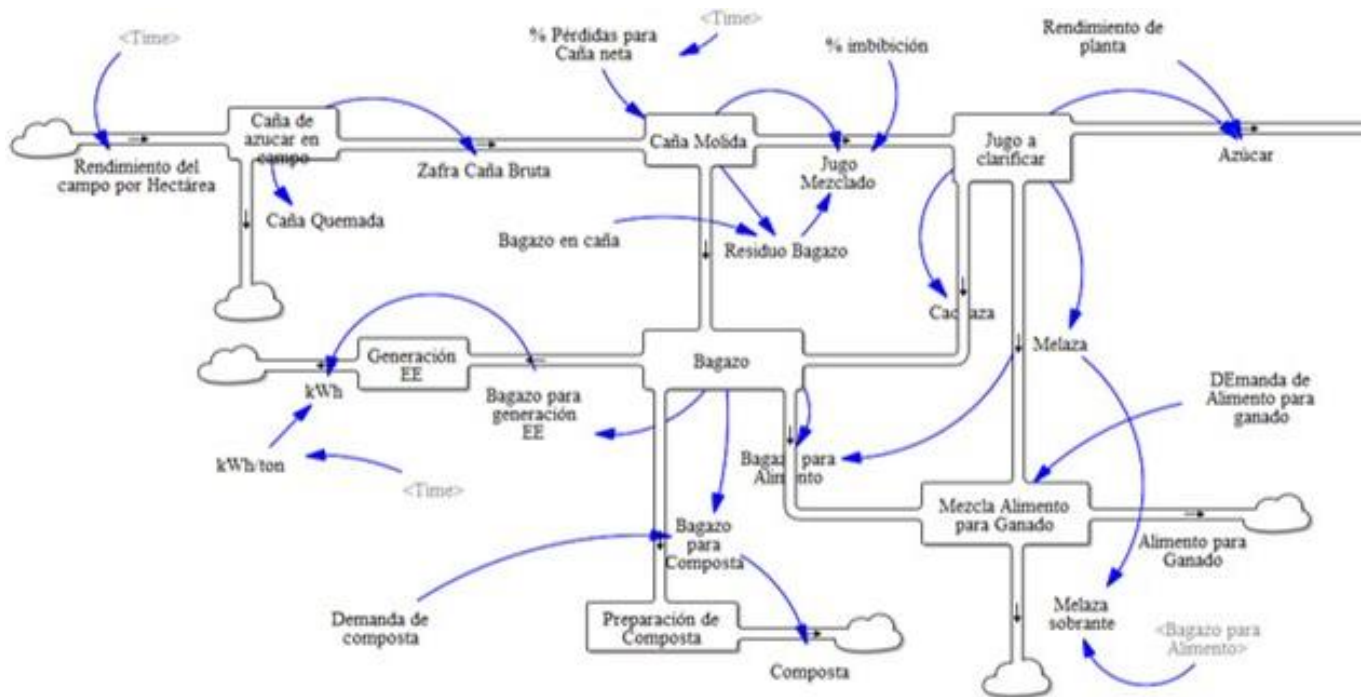 <Time>
% Pérdidas para
Caña neta
<Time>
% imbibición
Rendimiento de
planta
Caña de
azucar en
campo
Caña Molida
Jugo a
clarificar
Rendimiento del
campo por Hectárea
Zafra Caña Bruta
Jugo
Mezclado
Azúcar
Caña Quemada
Bagazo en caña
Residuo Bagazo
Cachaza
Generación
EE
Bagazo
Melaza
kWh
Bagazo para
generación
EE
DEmanda de
Alimento para
ganado
kWh/ton
<Time>
Bagazo para
Alimento
Mezcla Alimento
para Ganado
Bagazo
para
Composta
Alimento para
Ganado
Demanda de
composta
Preparación de
Composta
Composta
Melaza
sobrante
<Bagazo para
Alimento>